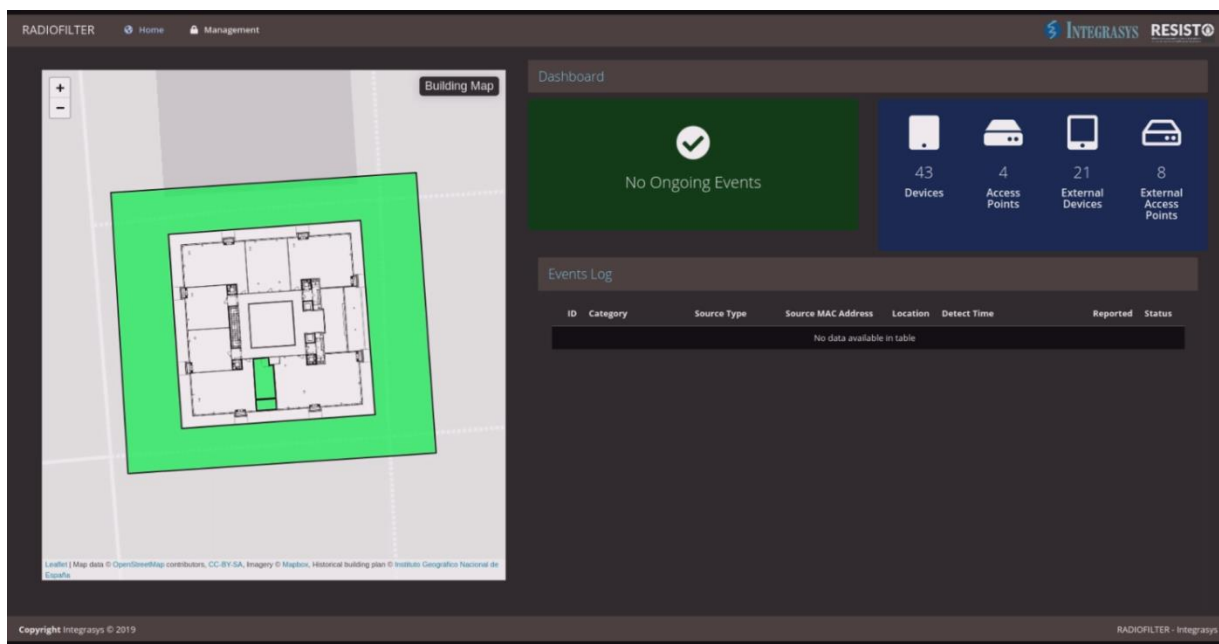 RADIOFILTER Home Management INTEGRASYS RESISTO
+
−
Building Map
Dashboard
No Ongoing Events
43 4 21 8
Devices Access External External
Points Devices Access
Points
Events Log
ID Category Source Type Source MAC Address Location Detect Time Reported Status
No data available in table
Leaflet | Map data © OpenStreetMap contributors, CC-BY-SA, Imagery © Mapbox, Historical building plan © Instituto Geográfico Nacional de
España
Copyright Integrasys © 2019 RADIOFILTER - Integrasys